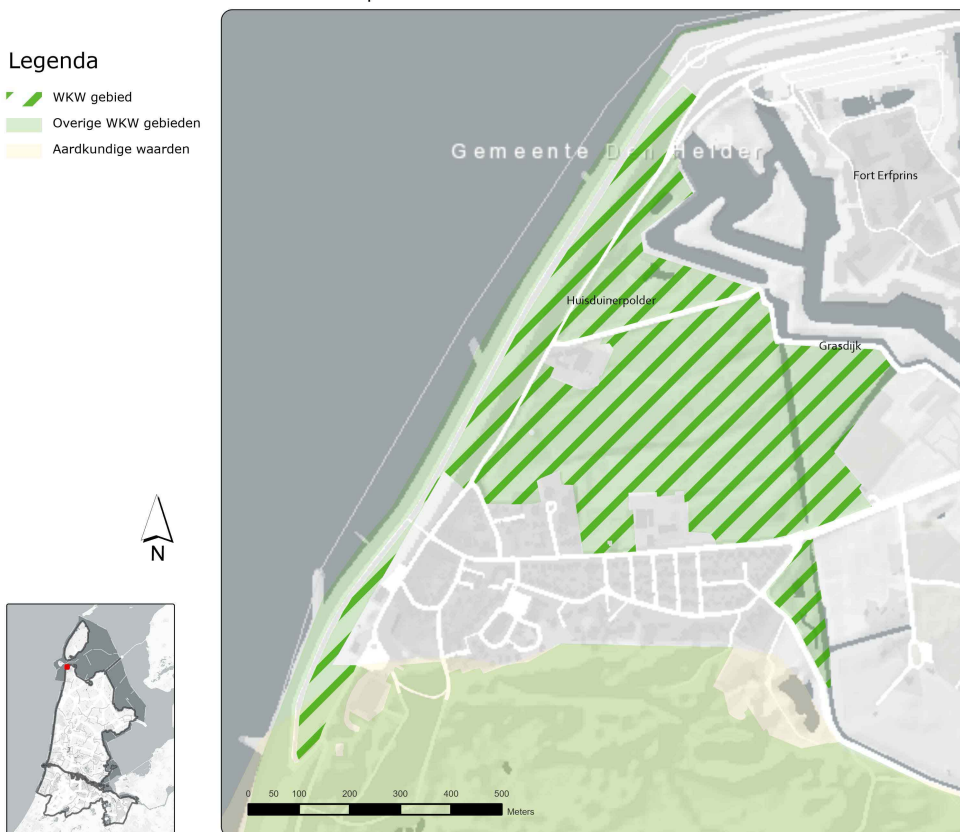 Legenda
WKW gebied
Overige WKW gebieden
Aardkundige waarden
Gemeente Den Helder
Fort Erfprins
Huisduinerpolder
Grasdijk
N
0 50 100 200 300 400 500
Meters